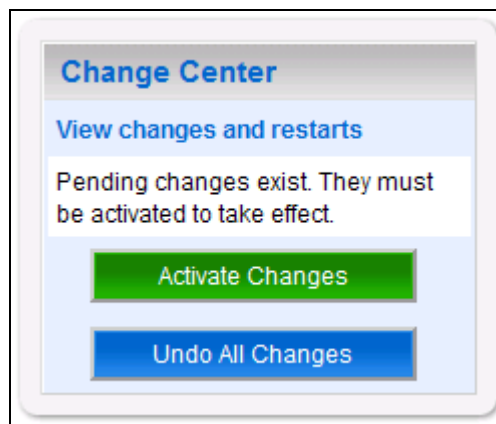 Change Center
View changes and restarts
Pending changes exist. They must
be activated to take effect.
Activate Changes
Undo All Changes